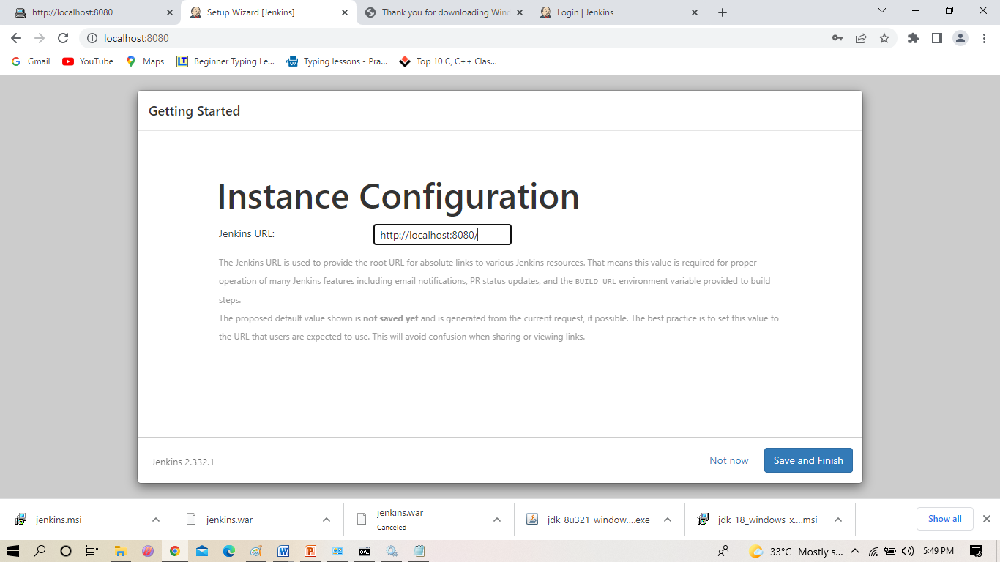 http://localhost:8080
Setup Wizard [Jenkins]
Thank you for downloading Winc
Login | Jenkins
localhost:8080
Gmail
YouTube
Maps
LT
Beginner Typing Le...
Typing lessons - Pra...
Top 10 C, C++ Clas...
Getting Started
Instance Configuration
Jenkins URL:
http://localhost:8080/
The Jenkins URL is used to provide the root URL for absolute links to various Jenkins resources. That means this value is required for proper
operation of many Jenkins features including email notifications, PR status updates, and the BUILD_URL environment variable provided to build
steps.
The proposed default value shown is not saved yet and is generated from the current request, if possible. The best practice is to set this value to
the URL that users are expected to use. This will avoid confusion when sharing or viewing links.
Jenkins 2.332.1
Not now
Save and Finish
jenkins.msi
jenkins.war
jenkins.war
Canceled
jdk-8u321-window....exe
jdk-18_windows-x....msi
Show all
33°C Mostly s...
5:49 PM